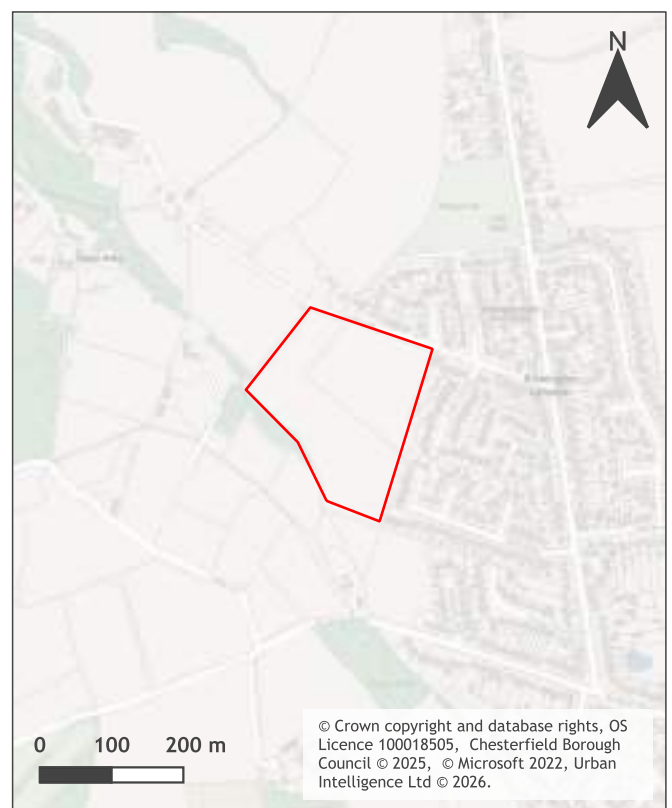 N
0 100 200 m
© Crown copyright and database rights, OS
Licence 100018505, Chesterfield Borough
Council © 2025, © Microsoft 2022, Urban
Intelligence Ltd © 2026.